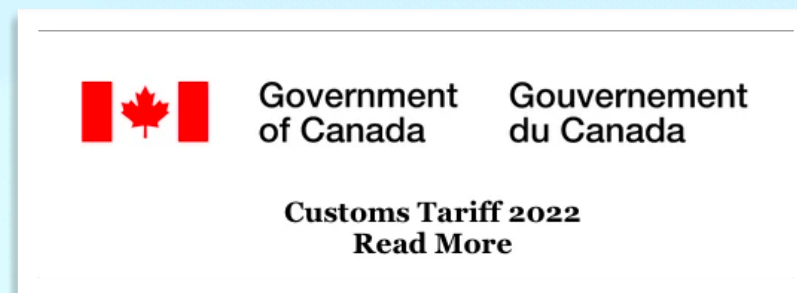 Government Gouvernement
of Canada du Canada
Customs Tariff 2022
Read More